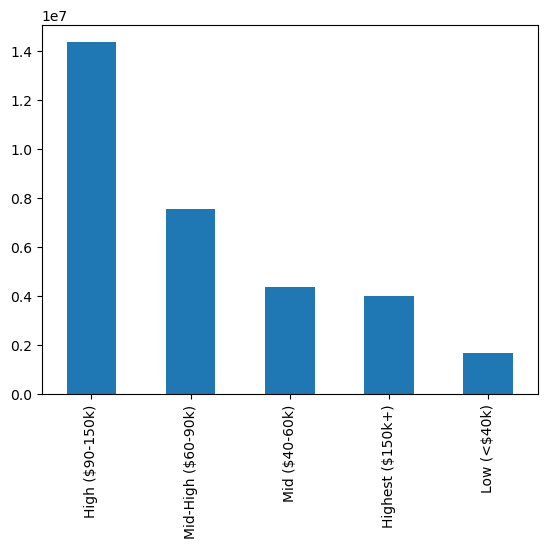 1e7
1.4
1.2
1.0
0.8
0.6
0.4
0.2
0.0
High ($90-150k)
Mid-High ($60-90k)
Mid ($40-60k)
Highest ($150k+)
Low (<$40k)